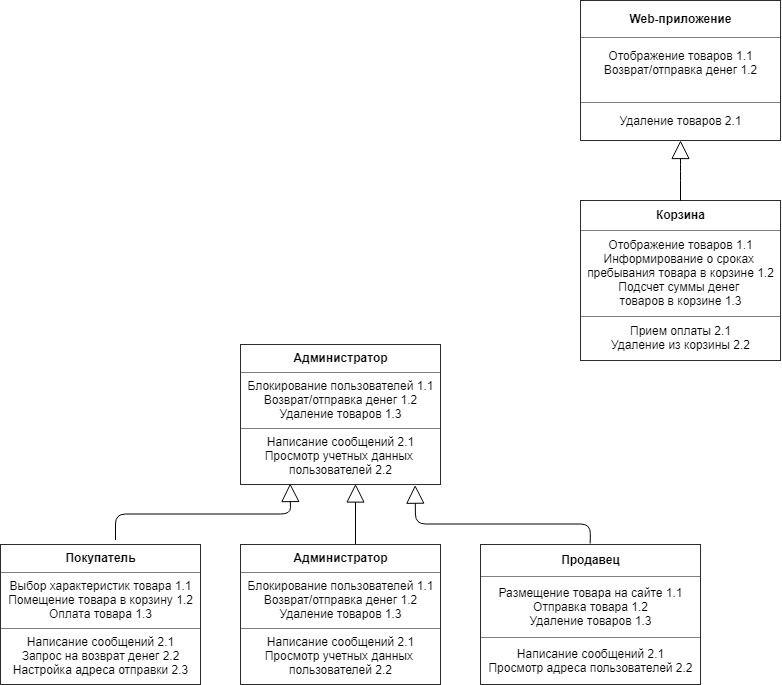 Web-приложение
Отображение товаров 1.1
Возврат/отправка денег 1.2
Удаление товаров 2.1
Корзина
Отображение товаров 1.1
Информирование о сроках
пребывания товара в корзине 1.2
Подсчет суммы денег
товаров в корзине 1.3
Прием оплаты 2.1
Удаление из корзины 2.2
Администратор
Блокирование пользователей 1.1
Возврат/отправка денег 1.2
Удаление товаров 1.3
Написание сообщений 2.1
Просмотр учетных данных
пользователей 2.2
Покупатель
Выбор характеристик товара 1.1
Помещение товара в корзину 1.2
Оплата товара 1.3
Написание сообщений 2.1
Запрос на возврат денег 2.2
Настройка адреса отправки 2.3
Администратор
Блокирование пользователей 1.1
Возврат/отправка денег 1.2
Удаление товаров 1.3
Написание сообщений 2.1
Просмотр учетных данных
пользователей 2.2
Продавец
Размещение товара на сайте 1.1
Отправка товара 1.2
Удаление товаров 1.3
Написание сообщений 2.1
Просмотр адреса пользователей 2.2